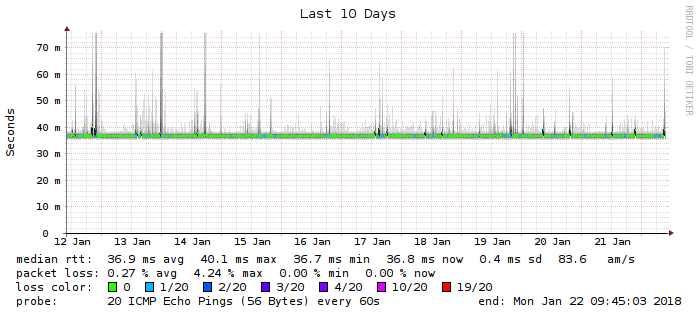 Last 10 Days
RRDTOOL / TOBI OETIKER
Seconds
70 m
60 m
50 m
40 m
30 m
20 m
10 m
0
12 Jan 13 Jan 14 Jan 15 Jan 16 Jan 17 Jan 18 Jan 19 Jan 20 Jan 21 Jan
median rtt: 36.9 ms avg 40.1 ms max 36.7 ms min 36.8 ms now 0.4 ms sd 83.6 am/s
packet loss: 0.27 % avg 4.24 % max 0.00 % min 0.00 % now
loss color: 0 1/20 2/20 3/20 4/20 10/20 19/20
probe: 20 ICMP Echo Pings (56 Bytes) every 60s end: Mon Jan 22 09:45:03 2018